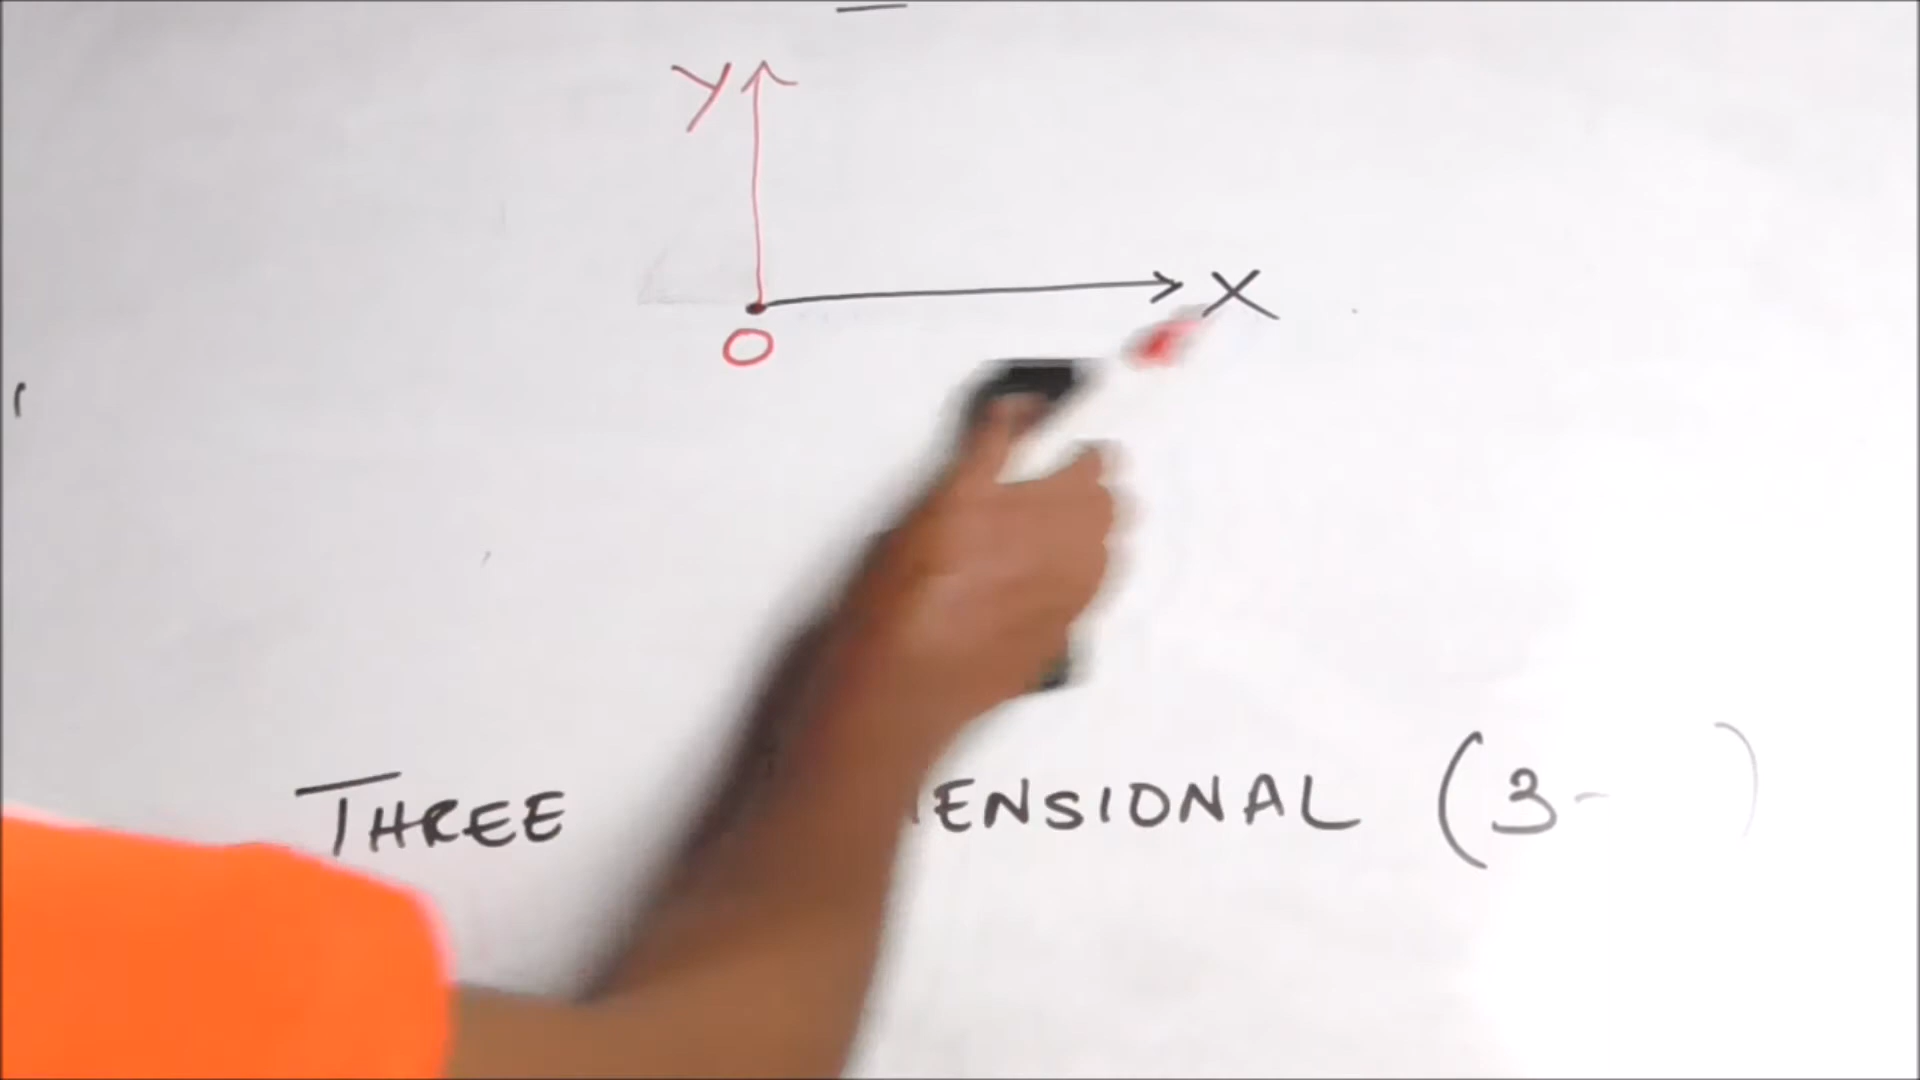 Y
X
O
THREE ENSIONAL (3- )